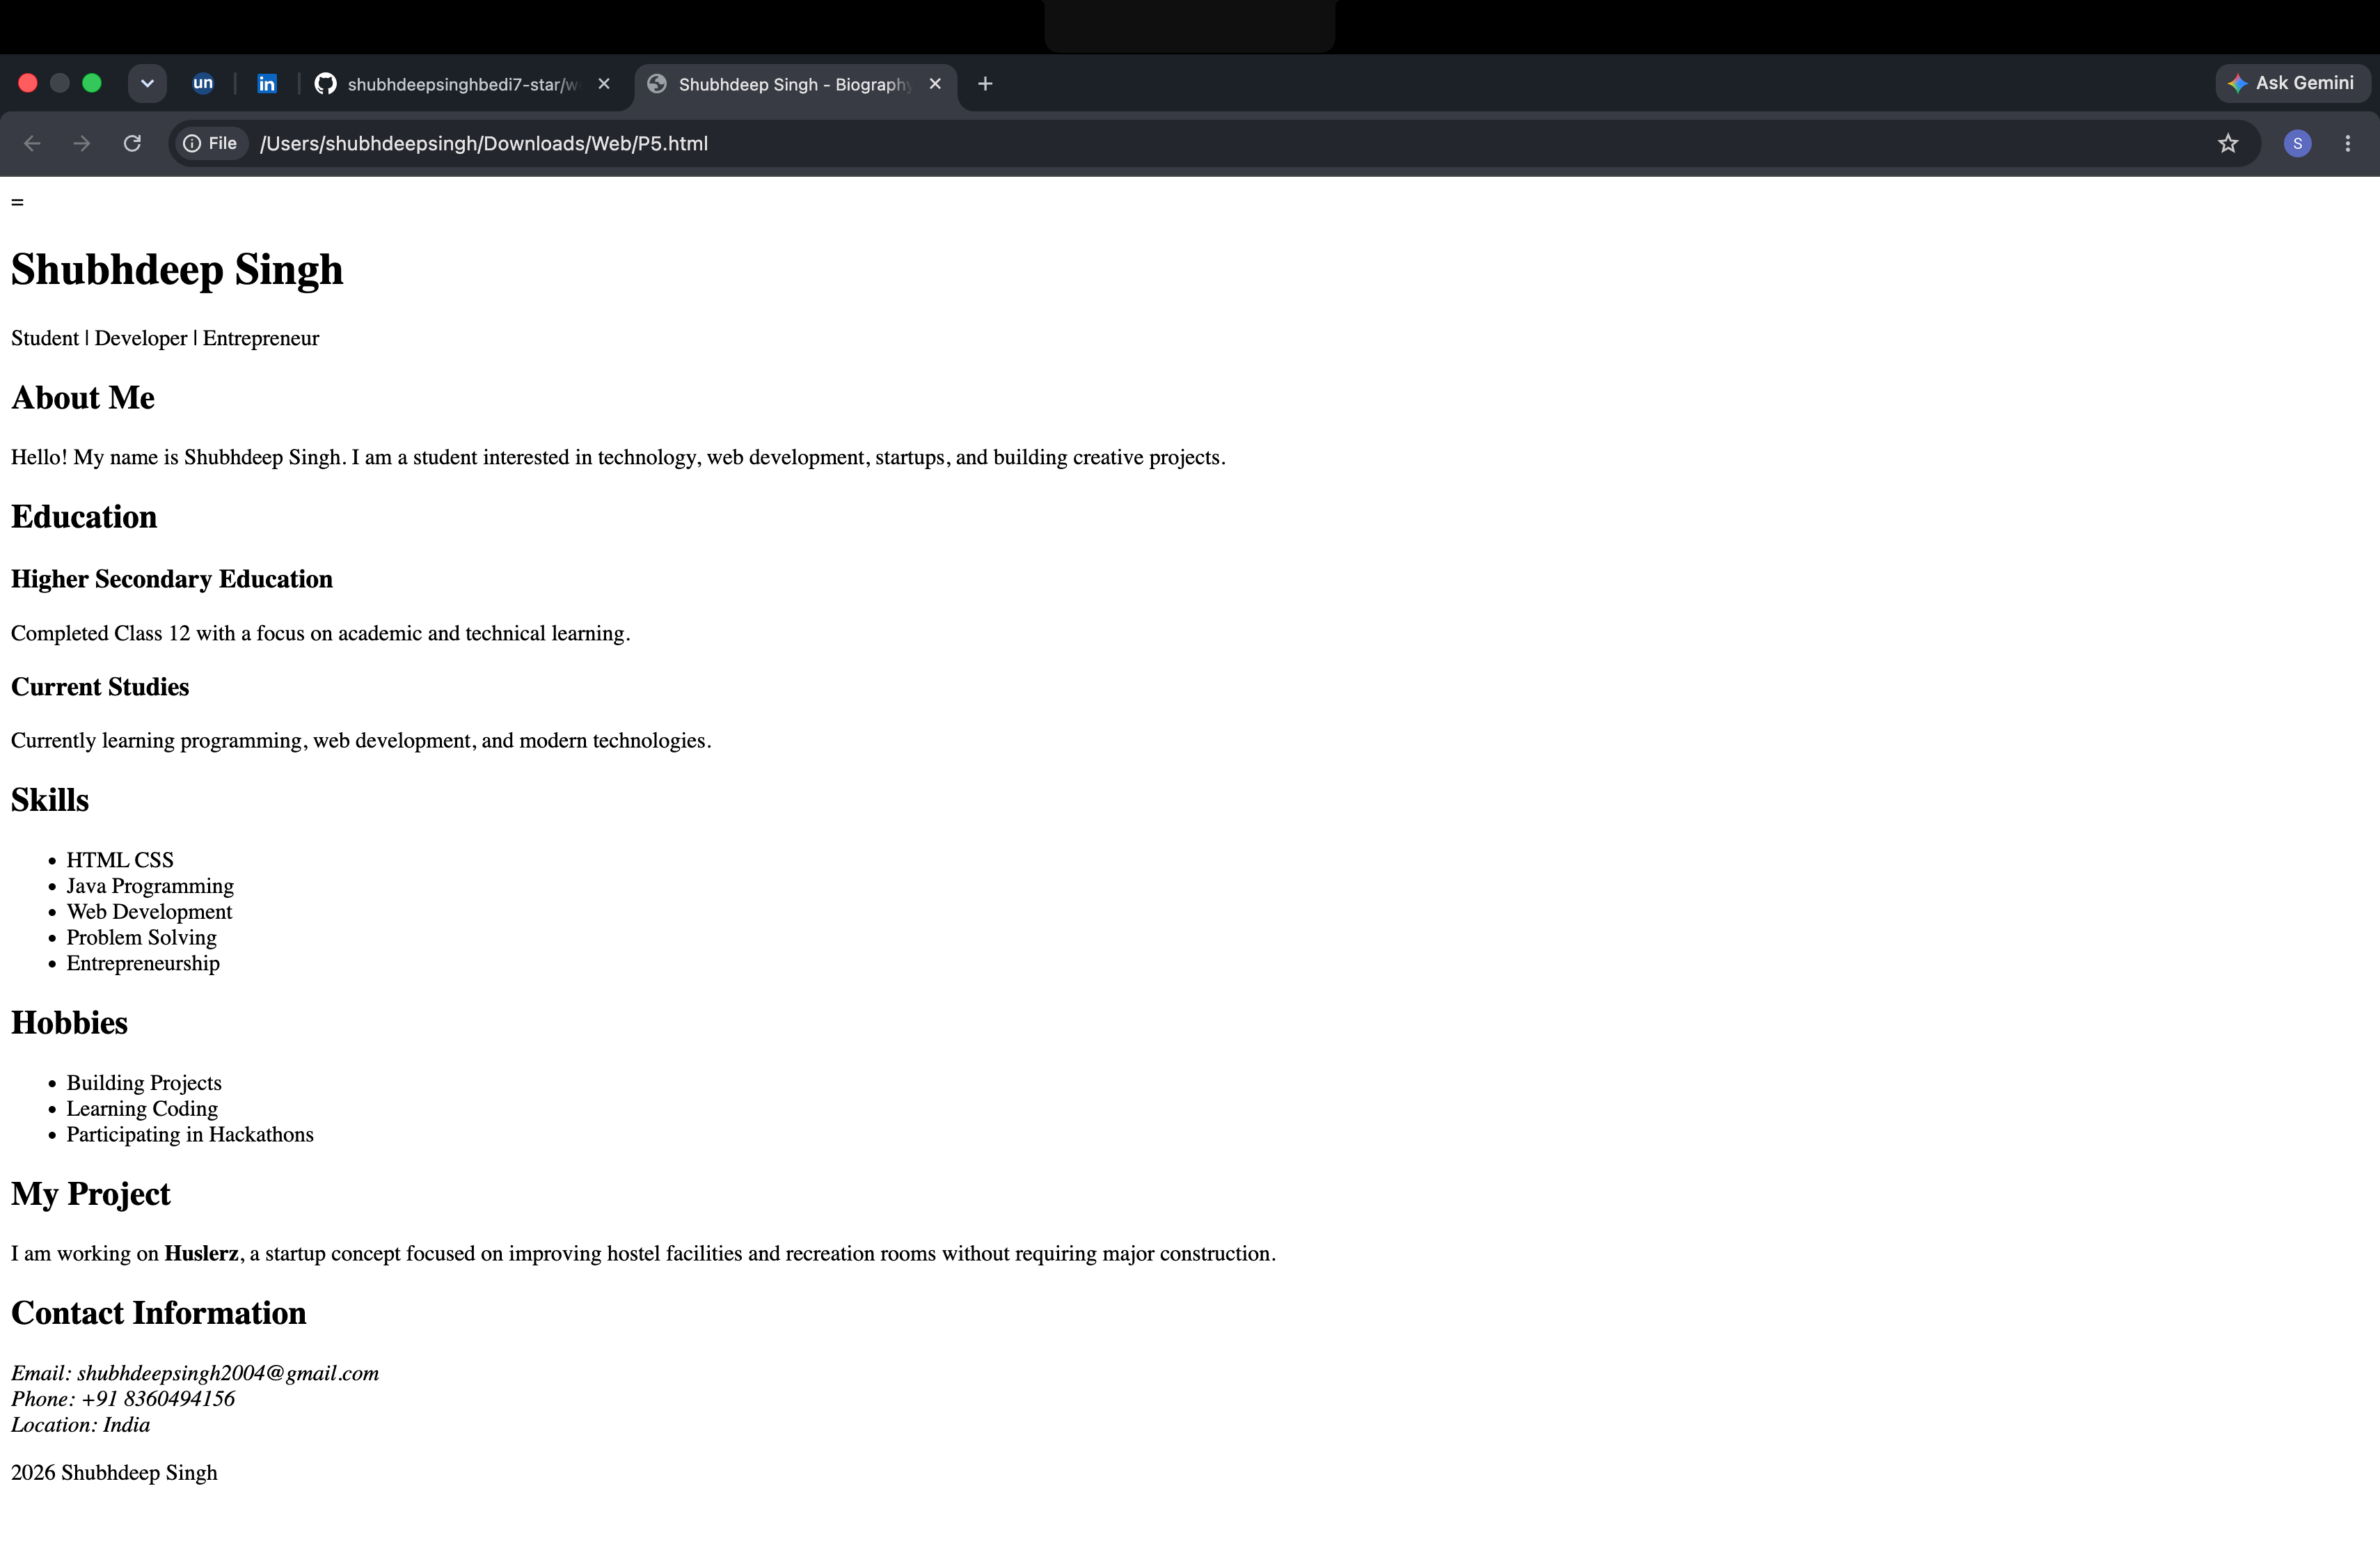 un
in
shubhdeepsinghbedi7-star/w
Shubhdeep Singh - Biography
Ask Gemini
File /Users/shubhdeepsingh/Downloads/Web/P5.html
S
=
Shubhdeep Singh
Student | Developer | Entrepreneur
About Me
Hello! My name is Shubhdeep Singh. I am a student interested in technology, web development, startups, and building creative projects.
Education
Higher Secondary Education
Completed Class 12 with a focus on academic and technical learning.
Current Studies
Currently learning programming, web development, and modern technologies.
Skills
• HTML CSS
• Java Programming
• Web Development
• Problem Solving
• Entrepreneurship
Hobbies
• Building Projects
• Learning Coding
• Participating in Hackathons
My Project
I am working on Huslerz, a startup concept focused on improving hostel facilities and recreation rooms without requiring major construction.
Contact Information
Email: shubhdeepsingh2004@gmail.com
Phone: +91 8360494156
Location: India
2026 Shubhdeep Singh